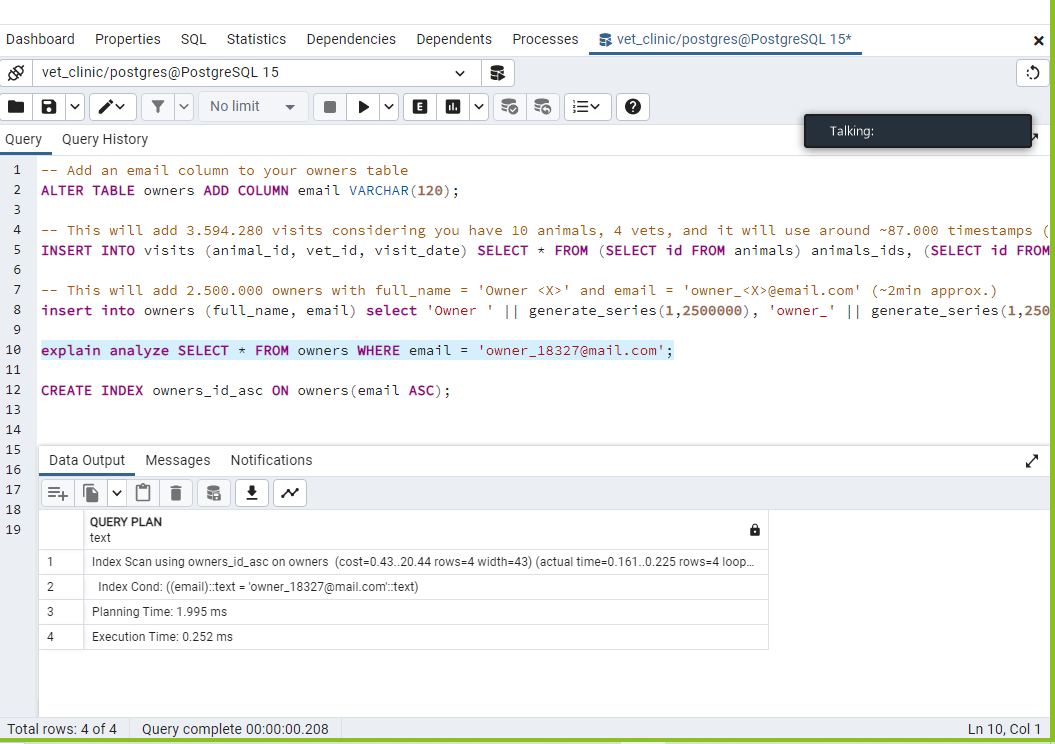 Dashboard Properties SQL Statistics Dependencies Dependents Processes vet_clinic/postgres@PostgreSQL 15*
vet_clinic/postgres@PostgreSQL 15
No limit E
Talking:
Query Query History
1 -- Add an email column to your owners table
2 ALTER TABLE owners ADD COLUMN email VARCHAR(120);
3
4 -- This will add 3.594.280 visits considering you have 10 animals, 4 vets, and it will use around ~87.000 timestamps (
5 INSERT INTO visits (animal_id, vet_id, visit_date) SELECT * FROM (SELECT id FROM animals) animals_ids, (SELECT id FROM
6
7 -- This will add 2.500.000 owners with full_name = 'Owner <X>' and email = 'owner_<X>@email.com' (~2min approx.)
8 insert into owners (full_name, email) select 'Owner ' || generate_series(1,2500000), 'owner_' || generate_series(1,250
9
10 explain analyze SELECT * FROM owners WHERE email = 'owner_18327@mail.com';
11
12 CREATE INDEX owners_id_asc ON owners(email ASC);
13
14
15
16
17
18
19
Data Output Messages Notifications
QUERY PLAN
text
1 Index Scan using owners_id_asc on owners (cost=0.43..20.44 rows=4 width=43) (actual time=0.161..0.225 rows=4 loop...
2 Index Cond: ((email)::text = 'owner_18327@mail.com'::text)
3 Planning Time: 1.995 ms
4 Execution Time: 0.252 ms
Total rows: 4 of 4 Query complete 00:00:00.208 Ln 10, Col 1